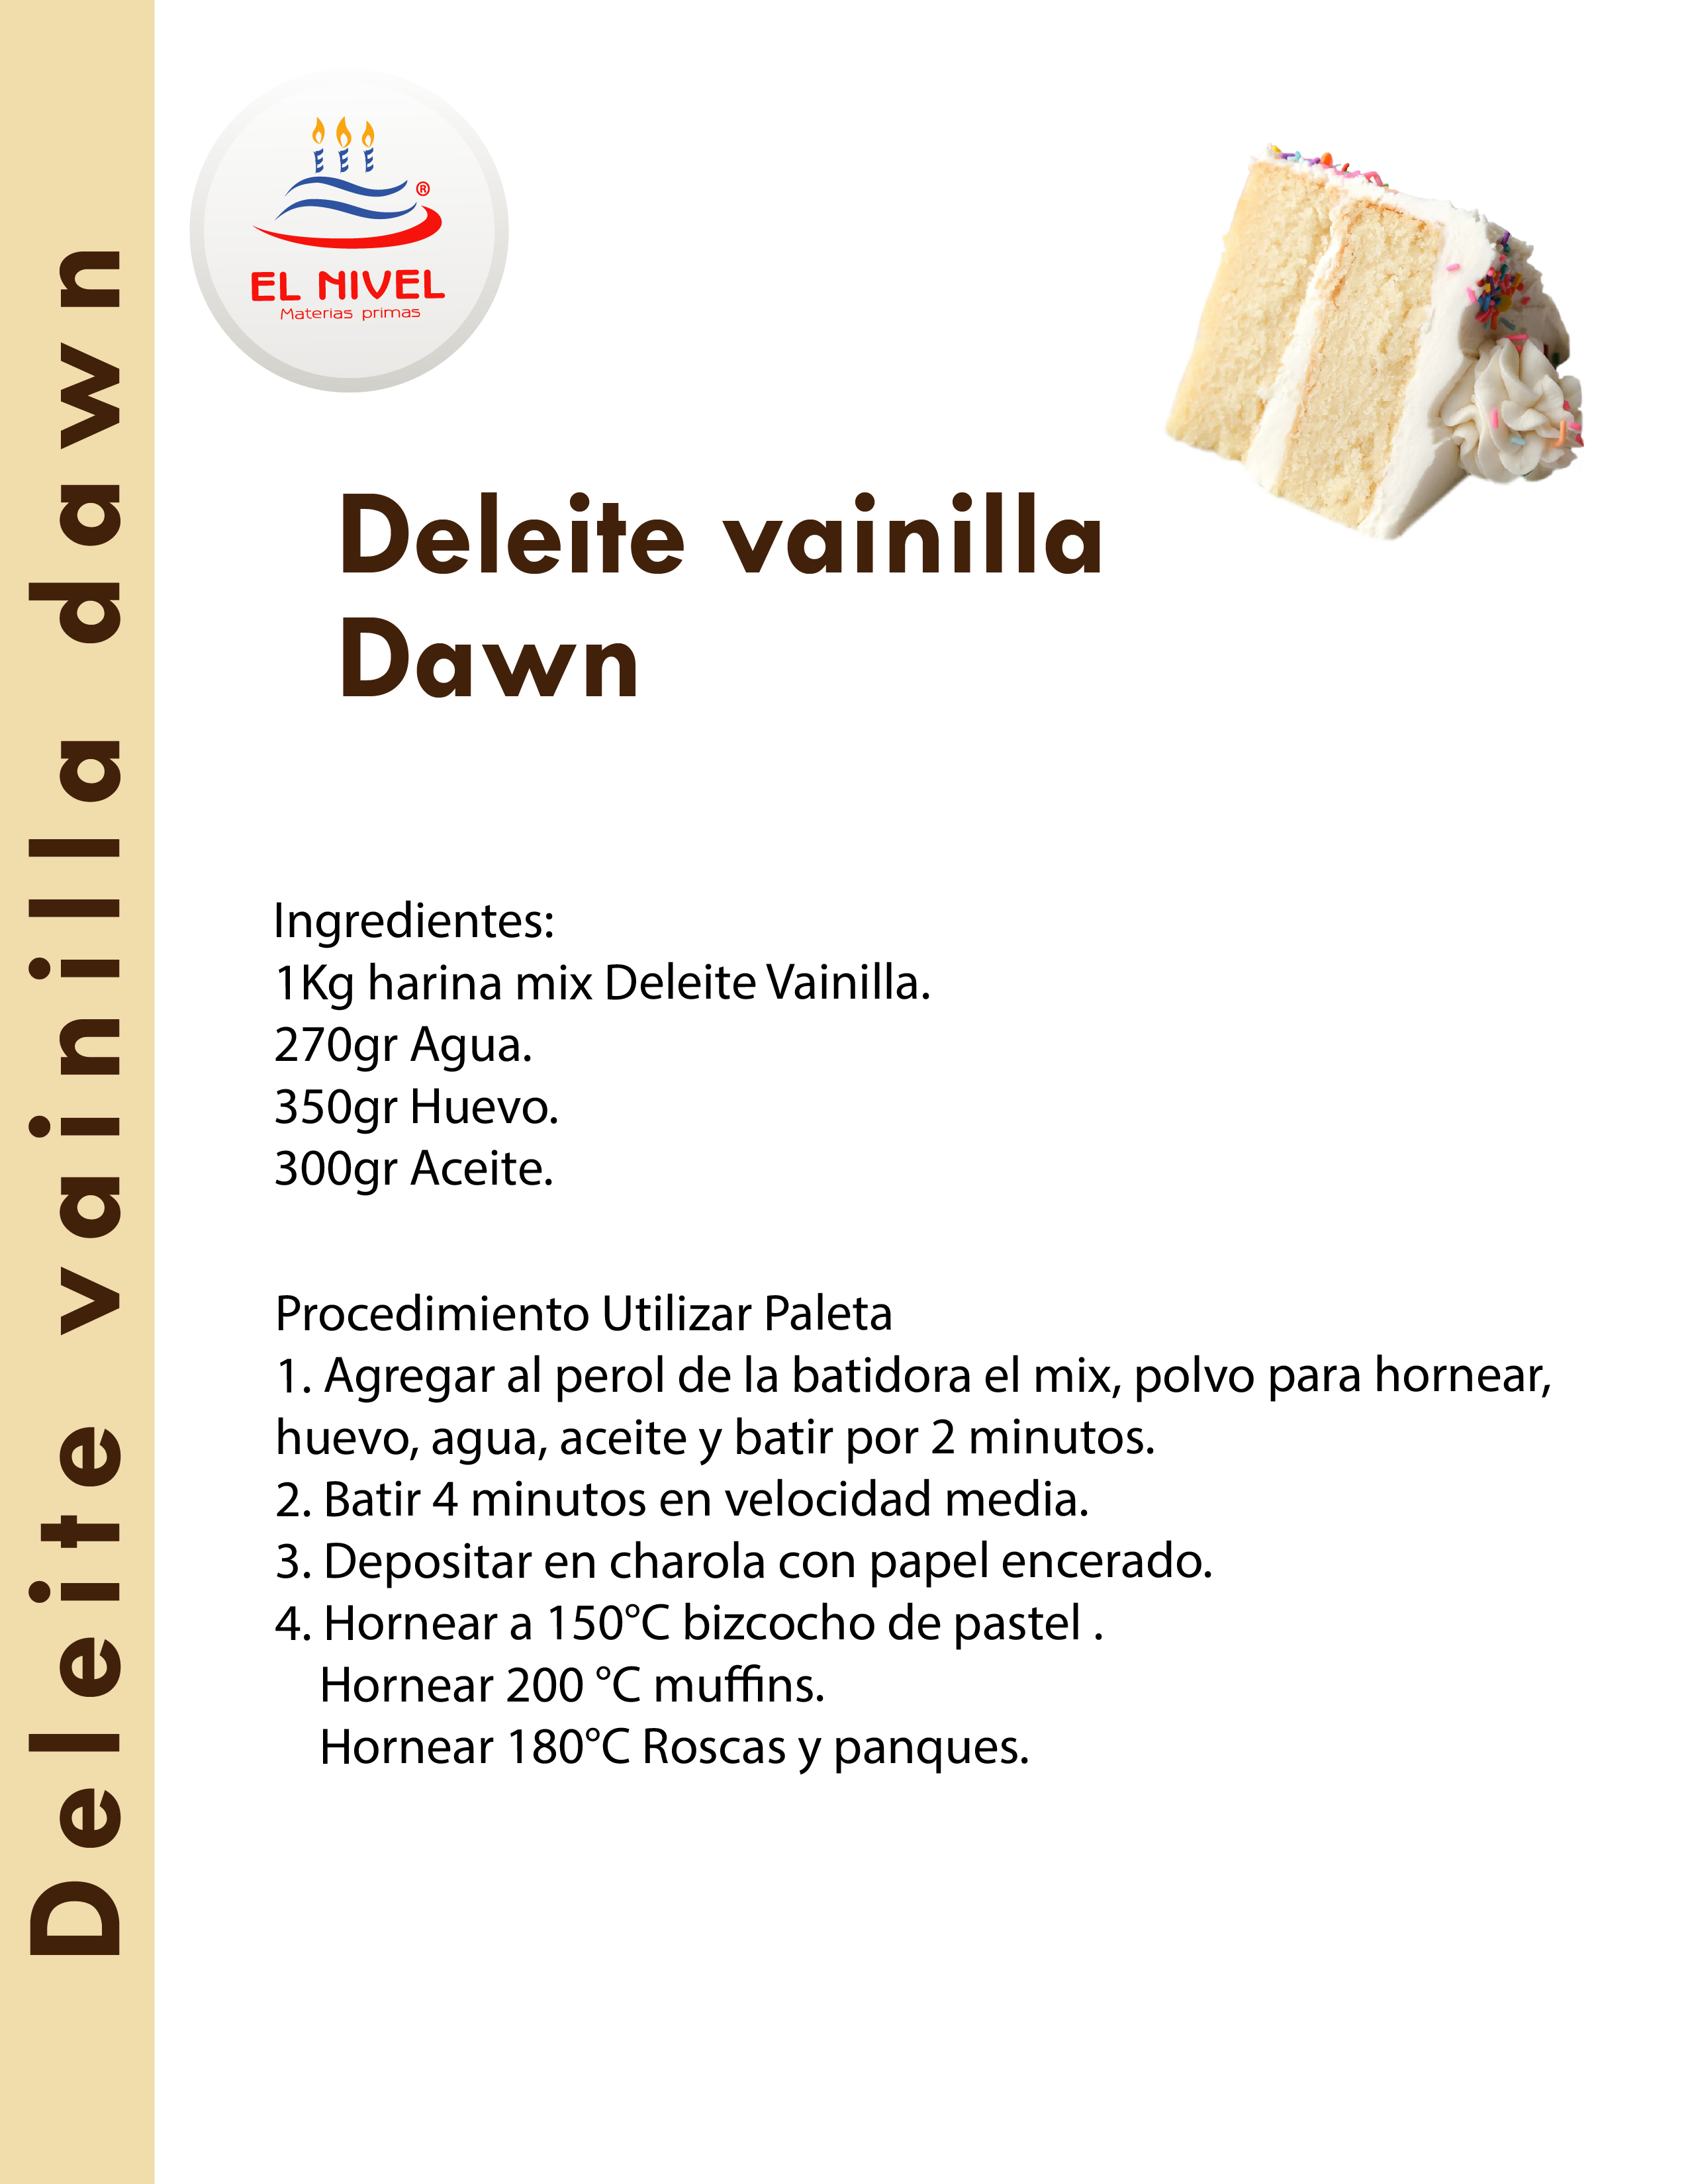 Deleite vainilla dawn
®
EL NIVEL
Materias primas
Deleite vainilla
Dawn
Ingredientes:
1Kg harina mix Deleite Vainilla.
270gr Agua.
350gr Huevo.
300gr Aceite.
Procedimiento Utilizar Paleta
1. Agregar al perol de la batidora el mix, polvo para hornear,
huevo, agua, aceite y batir por 2 minutos.
2. Batir 4 minutos en velocidad media.
3. Depositar en charola con papel encerado.
4. Hornear a 150°C bizcocho de pastel .
Hornear 200 °C muffins.
Hornear 180°C Roscas y panques.